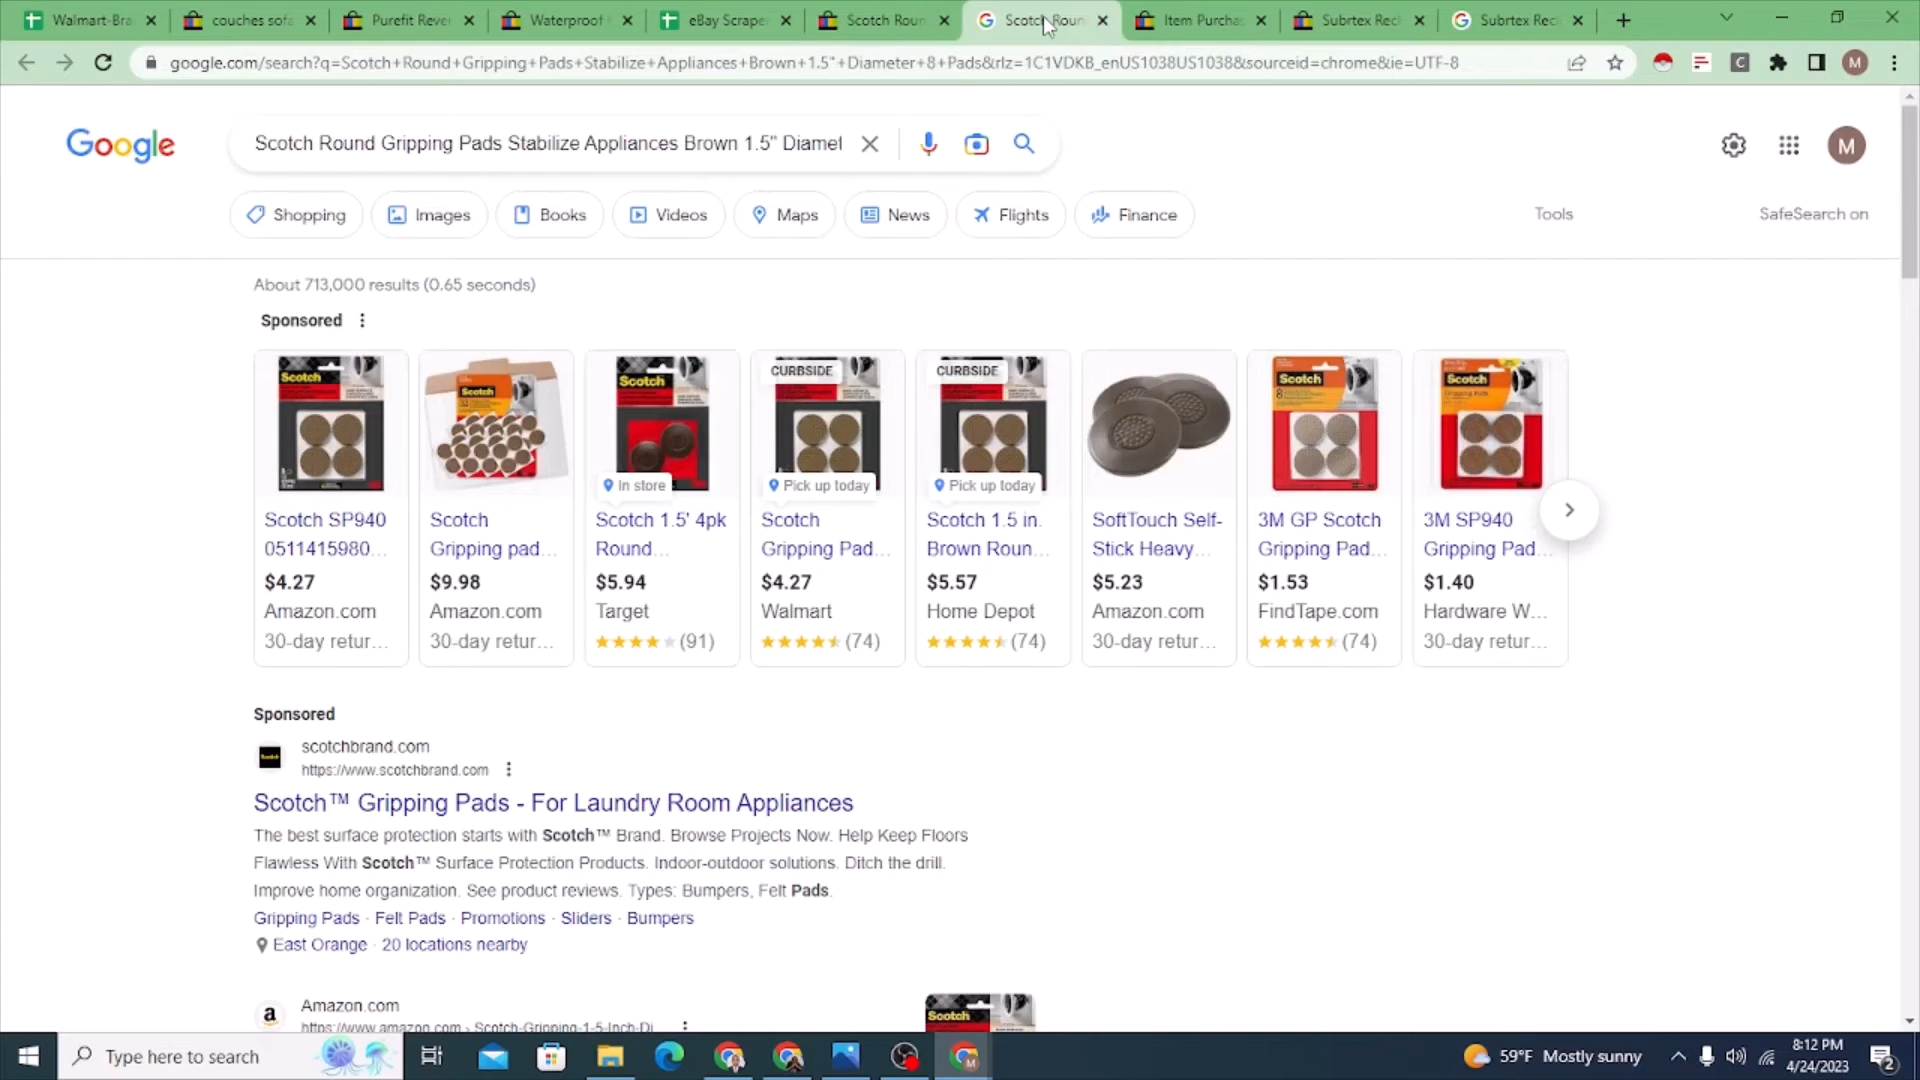 Walmart-Bra
couches sofa
Purefit Rever
Waterproof
eBay Scrape
Scotch Roun
Scotch Roun
Item Purchas
Subrtex Recl
Subrtex Recl
google.com/search?q=Scotch+Round+Gripping+Pads+Stabilize+Appliances+Brown+1.5"+Diameter+8+Pads&rlz=1C1VDKB_enUS1038US1038&sourceid=chrome&ie=UTF-8
M
Google
Scotch Round Gripping Pads Stabilize Appliances Brown 1.5" Diamet
M
Shopping
Images
Books
Videos
Maps
News
Flights
Finance
Tools
SafeSearch on
About 713,000 results (0.65 seconds)
Sponsored
Scotch
Scotch
Scotch
CURBSIDE
CURBSIDE
Scotch
Scotch
In store
Pick up today
Pick up today
Scotch SP940
0511415980...
$4.27
Amazon.com
30-day retur...
Scotch
Gripping pad...
$9.98
Amazon.com
30-day retur...
Scotch 1.5' 4pk
Round...
$5.94
Target
(91)
Scotch
Gripping Pad...
$4.27
Walmart
(74)
Scotch 1.5 in.
Brown Roun...
$5.57
Home Depot
(74)
SoftTouch Self-
Stick Heavy...
$5.23
Amazon.com
30-day retur...
3M GP Scotch
Gripping Pad...
$1.53
FindTape.com
(74)
3M SP940
Gripping Pad...
$1.40
Hardware W...
30-day retur...
Sponsored
scotchbrand.com
https://www.scotchbrand.com
Scotch™ Gripping Pads - For Laundry Room Appliances
The best surface protection starts with Scotch™ Brand. Browse Projects Now. Help Keep Floors
Flawless With Scotch™ Surface Protection Products. Indoor-outdoor solutions. Ditch the drill.
Improve home organization. See product reviews. Types: Bumpers, Felt Pads.
Gripping Pads · Felt Pads · Promotions · Sliders · Bumpers
East Orange · 20 locations nearby
Amazon.com
https://www.amazon.com › Scotch-Gripping-1-5-Inch-Di
Scotch
Type here to search
59°F Mostly sunny
8:12 PM
4/24/2023
2